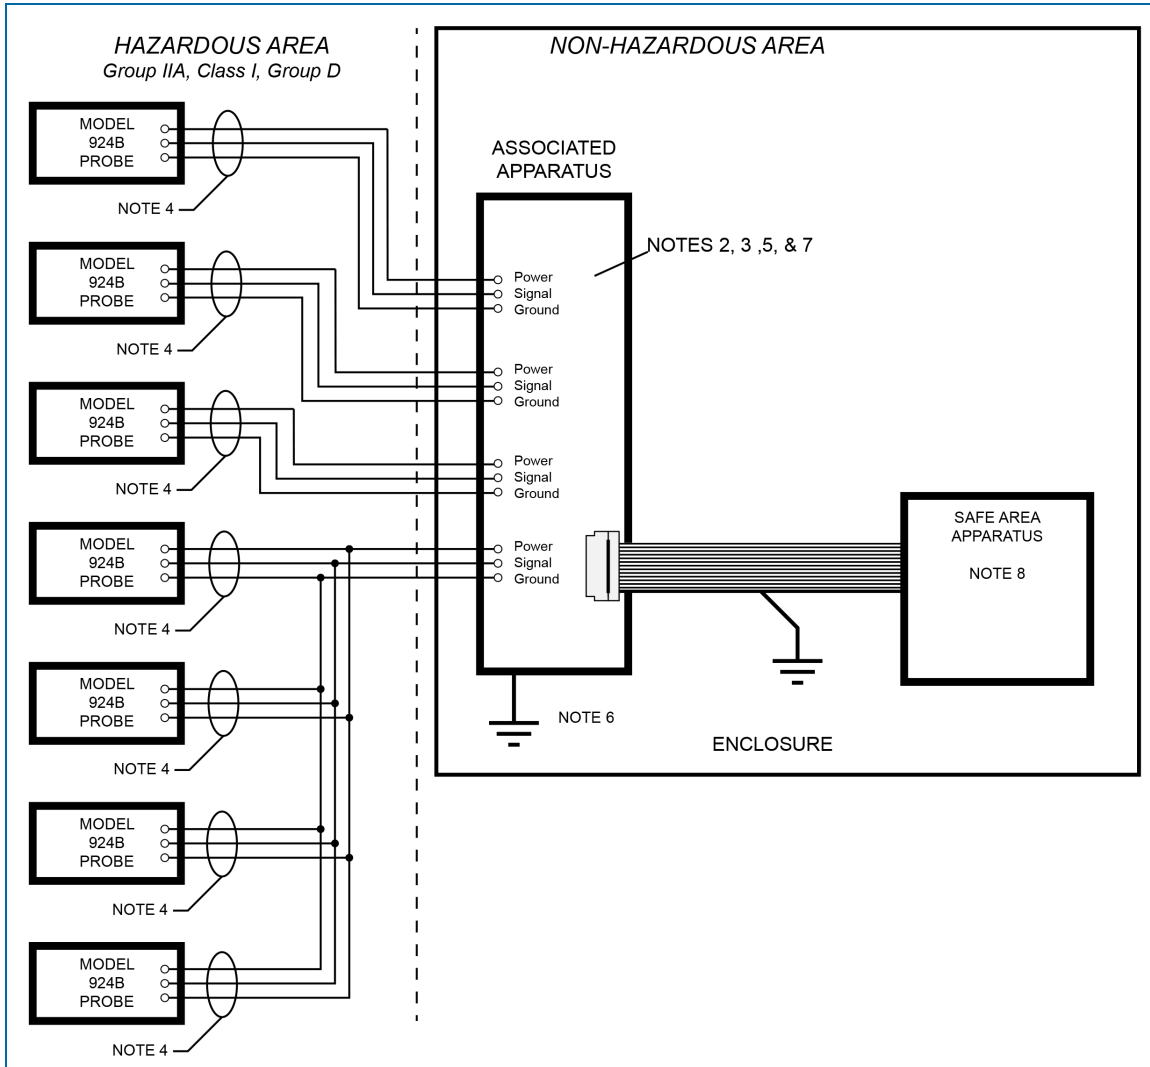 HAZARDOUS AREA
Group IIA, Class I, Group D
NON-HAZARDOUS AREA
MODEL
924B
PROBE
NOTE 4
MODEL
924B
PROBE
NOTE 4
MODEL
924B
PROBE
NOTE 4
MODEL
924B
PROBE
NOTE 4
MODEL
924B
PROBE
NOTE 4
MODEL
924B
PROBE
NOTE 4
MODEL
924B
PROBE
NOTE 4
ASSOCIATED
APPARATUS
NOTES 2, 3 ,5, & 7
Power
Signal
Ground
Power
Signal
Ground
Power
Signal
Ground
Power
Signal
Ground
SAFE AREA
APPARATUS
NOTE 8
NOTE 6
ENCLOSURE